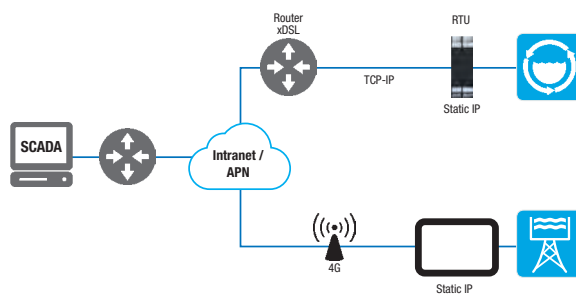 Router
xDSL
RTU
TCP-IP
Static IP
SCADA
Intranet /
APN
4G
Static IP